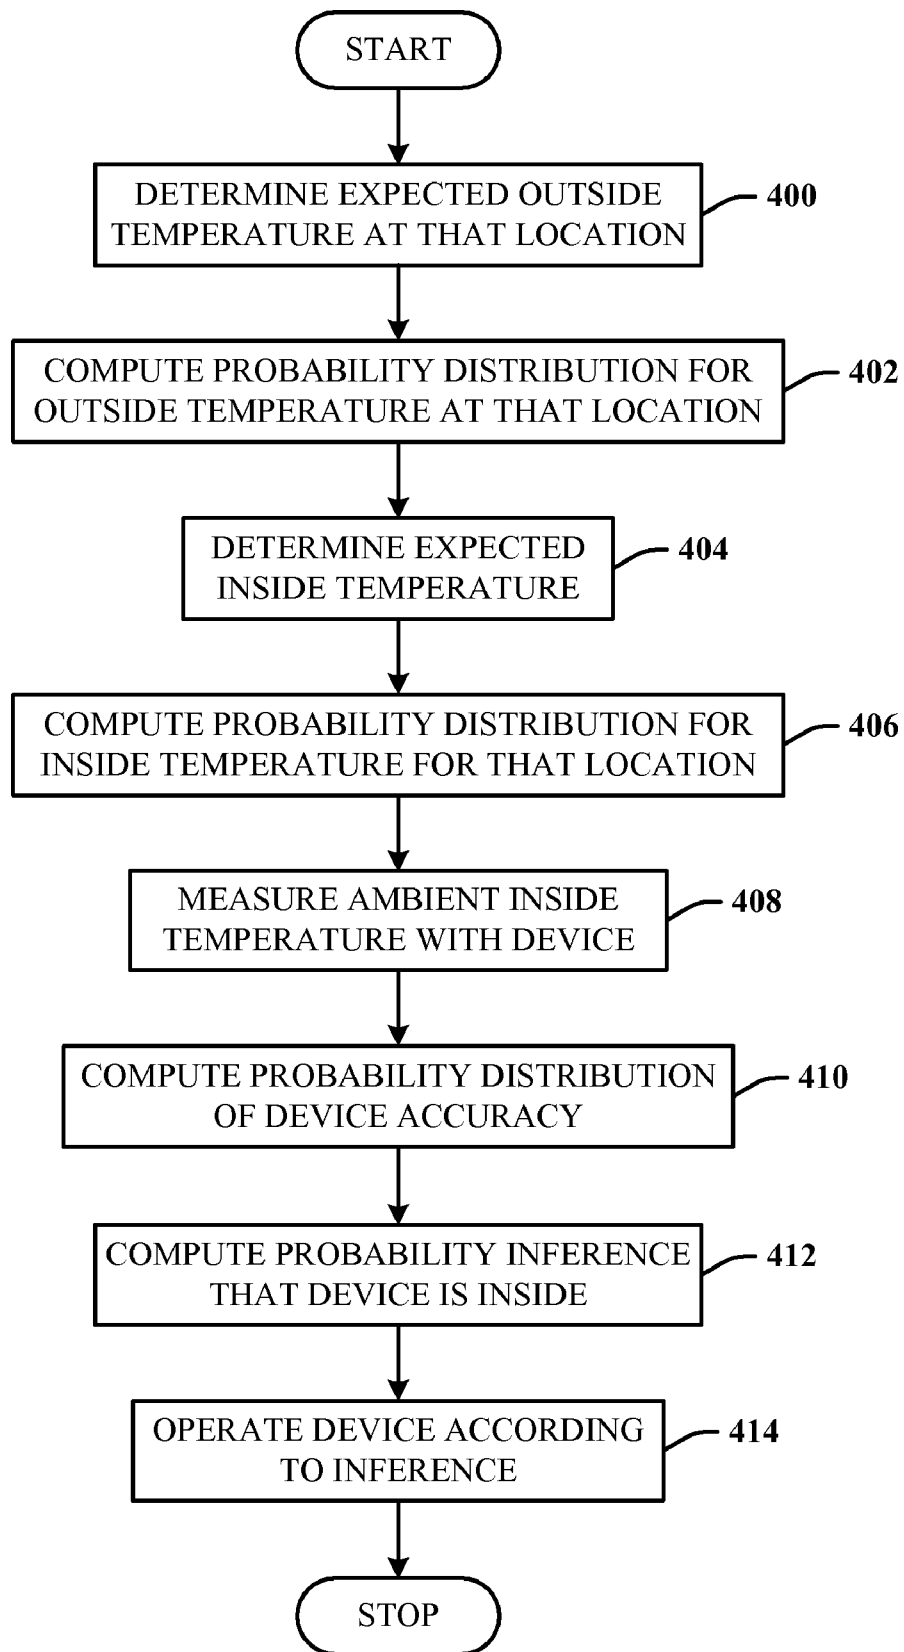 START
DETERMINE EXPECTED OUTSIDE
TEMPERATURE AT THAT LOCATION
400
COMPUTE PROBABILITY DISTRIBUTION FOR
OUTSIDE TEMPERATURE AT THAT LOCATION
402
DETERMINE EXPECTED
INSIDE TEMPERATURE
404
COMPUTE PROBABILITY DISTRIBUTION FOR
INSIDE TEMPERATURE FOR THAT LOCATION
406
MEASURE AMBIENT INSIDE
TEMPERATURE WITH DEVICE
408
COMPUTE PROBABILITY DISTRIBUTION
OF DEVICE ACCURACY
410
COMPUTE PROBABILITY INFERENCE
THAT DEVICE IS INSIDE
412
OPERATE DEVICE ACCORDING
TO INFERENCE
414
STOP